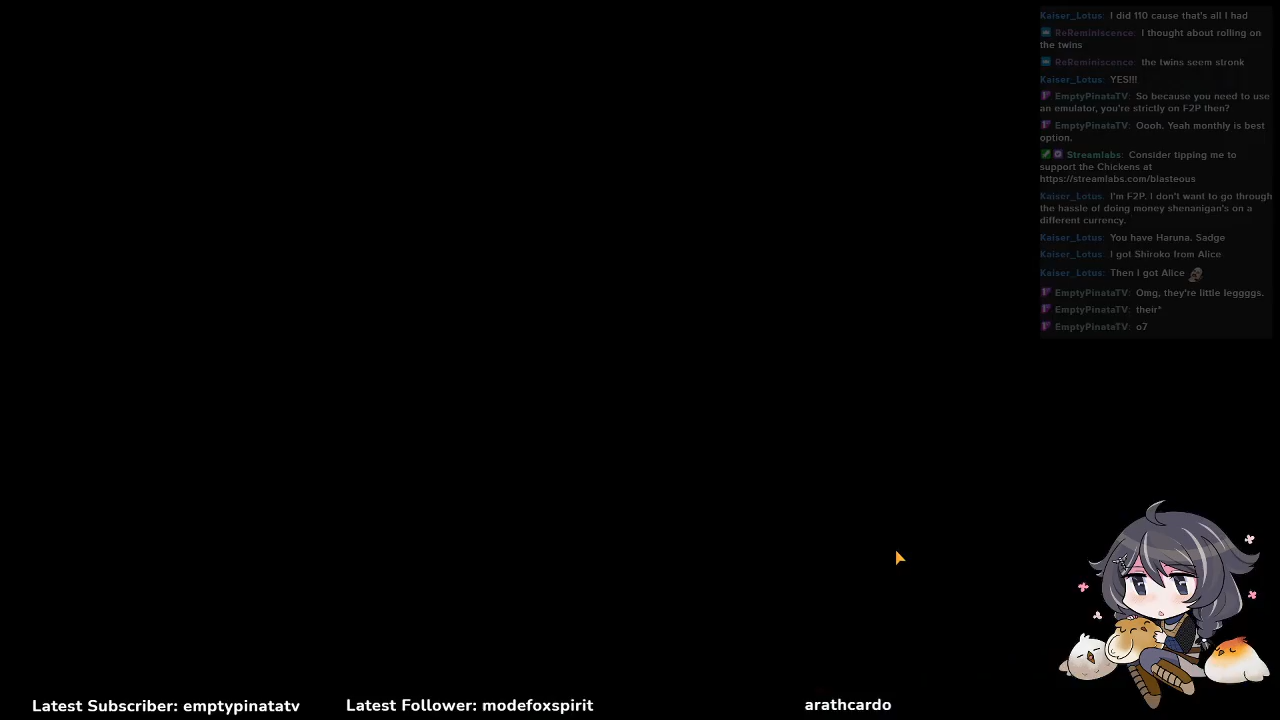 Kaiser_Lotus: I did 110 cause that's all I had
ReReminiscence: I thought about rolling on
the twins
ReReminiscence: the twins seem stronk
Kaiser_Lotus: YES!!!
EmptyPinataTV: So because you need to use
an emulator, you're strictly on F2P then?
EmptyPinataTV: Oooh. Yeah monthly is best
option.
Streamlabs: Consider tipping me to
support the Chickens at
https://streamlabs.com/blasteous
Kaiser_Lotus: I'm F2P. I don't want to go through
the hassle of doing money shenanigan's on a
different currency.
Kaiser_Lotus: You have Haruna. Sadge
Kaiser_Lotus: I got Shiroko from Alice
Kaiser_Lotus: Then I got Alice
EmptyPinataTV: Omg, they're little leggggs.
EmptyPinataTV: their*
EmptyPinataTV: o7
Latest Subscriber: emptypinatatv
Latest Follower: modefoxspirit
arathcardo